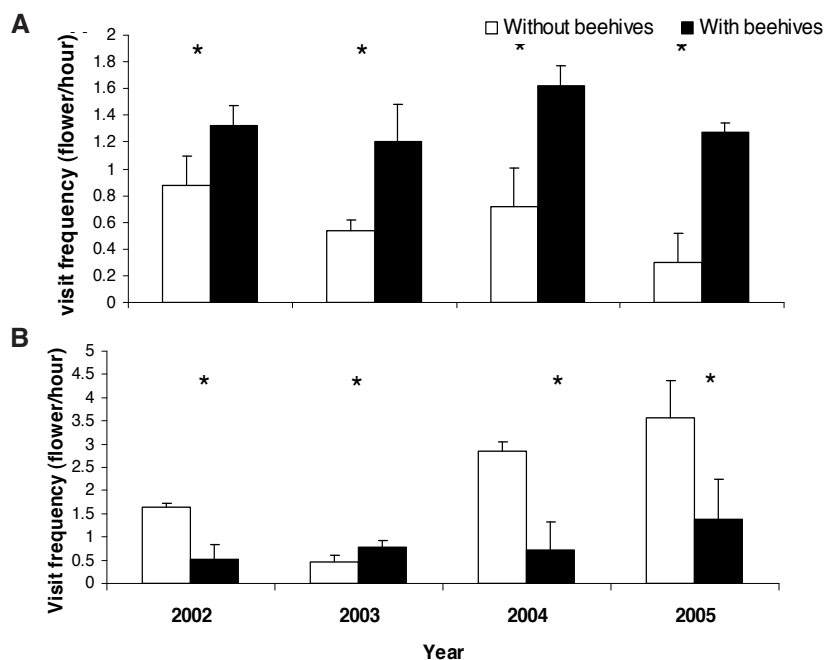 A
Without beehives With beehives
visit frequency (flower/hour)
2
1.8
1.6
1.4
1.2
1
0.8
0.6
0.4
0.2
0
* * * *
B
Visit frequency (flower/hour)
5
4.5
4
3.5
3
2.5
2
1.5
1
0.5
0
* * * *
2002 2003 2004 2005
Year